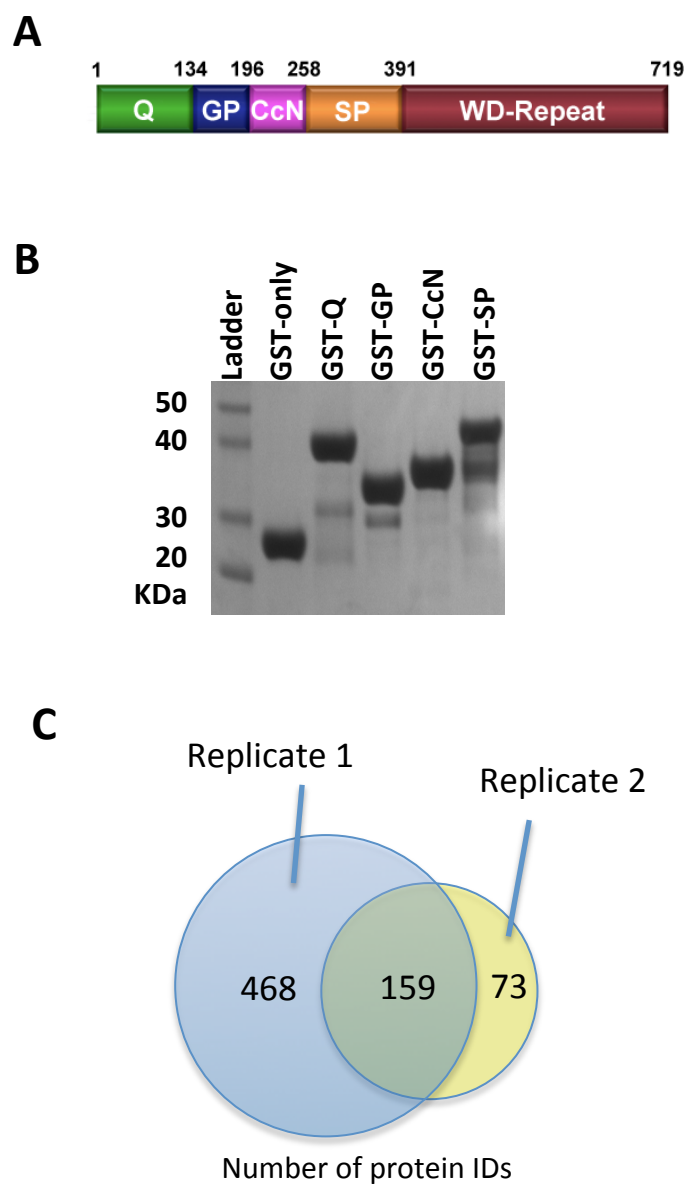 A
1 134 196 258 391 719
Q GP CcN SP WD-Repeat
B
Ladder GST-only GST-Q GST-GP GST-CcN GST-SP
50
40
30
20
KDa
C
Replicate 1
Replicate 2
468 159 73
Number of protein IDs